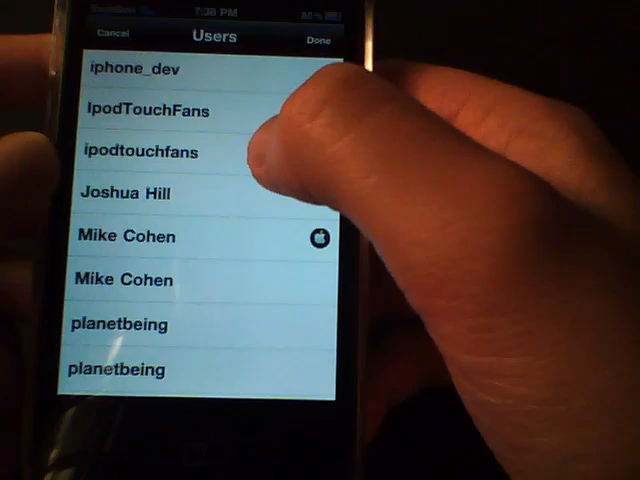 7:38 PM
Cancel
Users
Done
iphone_dev
IpodTouchFans
ipodtouchfans
Joshua Hill
Mike Cohen
Mike Cohen
planetbeing
planetbeing